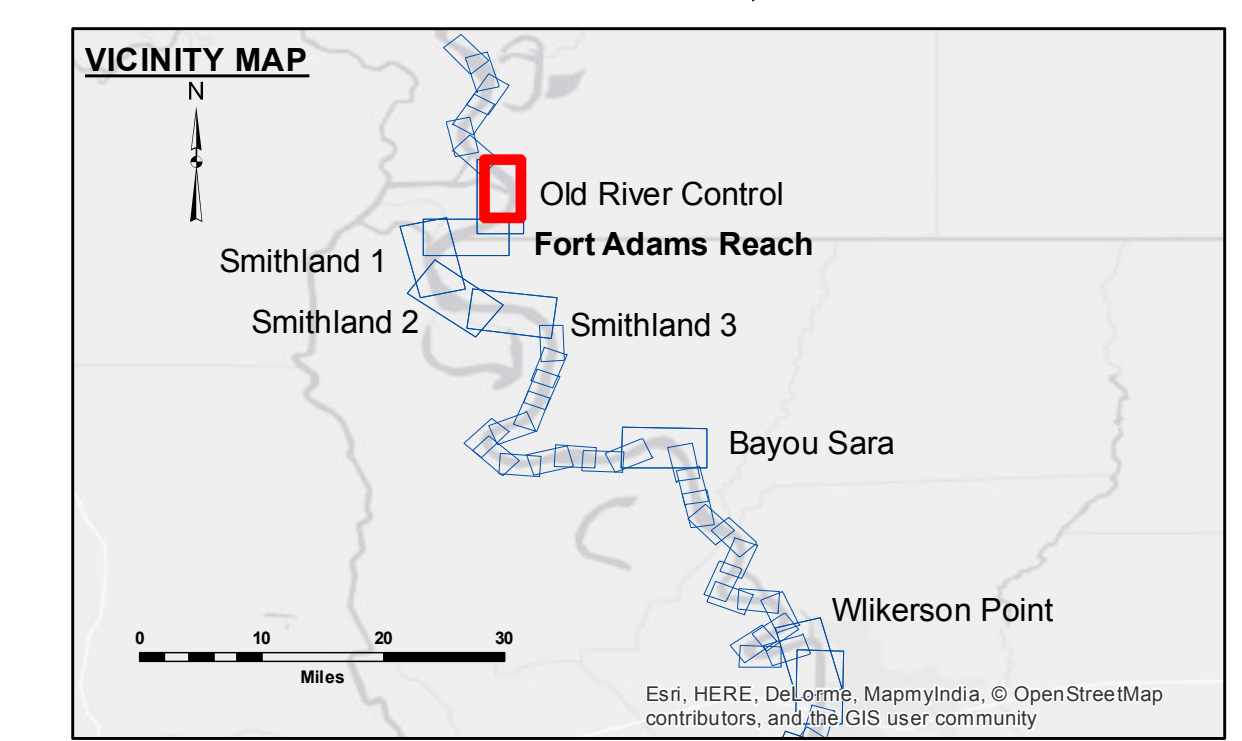 VICINITY MAP
N
Old River Control
Fort Adams Reach
Smithland 1
Smithland 2
Smithland 3
Bayou Sara
Wlikerson Point
0 10 20 30
Miles
Esri, HERE, DeLorme, MapmyIndia, © OpenStreetMap
contributors, and the GIS user community